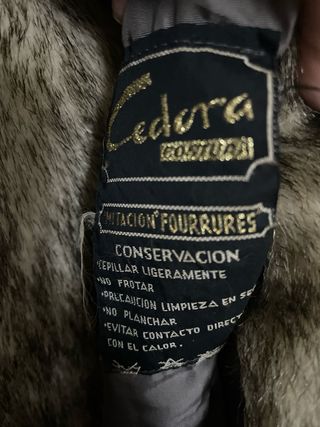 Cedora
IMITACION FOURRURES
CONSERVACION
•CEPILLAR LIGERAMENTE
•NO FROTAR
•PRECAUCION LIMPIEZA EN SE
•NO PLANCHAR
•EVITAR CONTACTO DIRECT
CON EL CALOR.